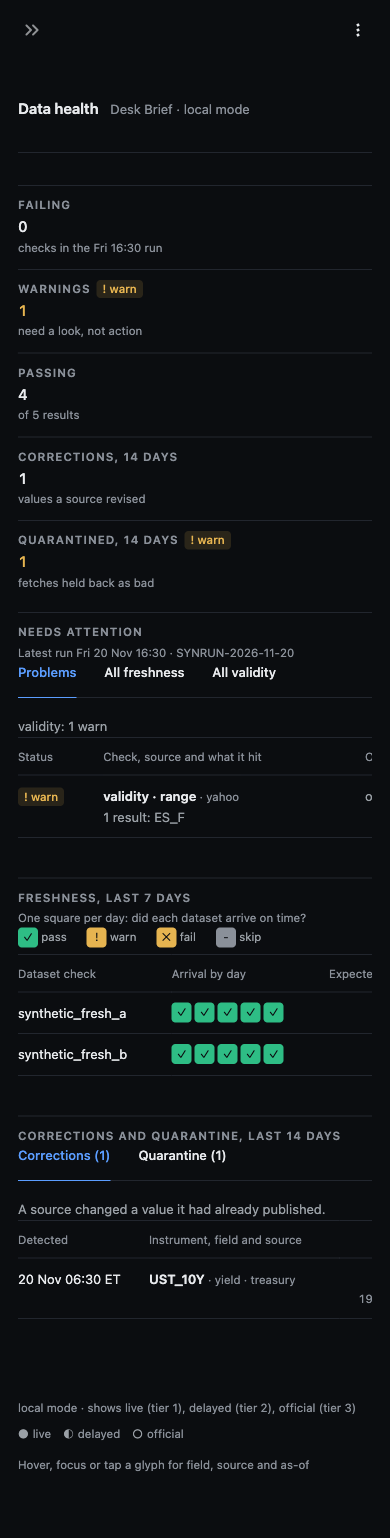 Data health Desk Brief · local mode
FAILING
0
checks in the Fri 16:30 run
WARNINGS ! warn
1
need a look, not action
PASSING
4
of 5 results
CORRECTIONS, 14 DAYS
1
values a source revised
QUARANTINED, 14 DAYS ! warn
1
fetches held back as bad
NEEDS ATTENTION
Latest run Fri 20 Nov 16:30 · SYNRUN-2026-11-20
Problems All freshness All validity
validity: 1 warn
Status Check, source and what it hit
! warn validity · range · yahoo
1 result: ES_F
FRESHNESS, LAST 7 DAYS
One square per day: did each dataset arrive on time?
✓ pass ! warn ✕ fail - skip
Dataset check Arrival by day Expecte
synthetic_fresh_a ✓ ✓ ✓ ✓ ✓
synthetic_fresh_b ✓ ✓ ✓ ✓ ✓
CORRECTIONS AND QUARANTINE, LAST 14 DAYS
Corrections (1) Quarantine (1)
A source changed a value it had already published.
Detected Instrument, field and source
20 Nov 06:30 ET UST_10Y · yield · treasury
19
local mode · shows live (tier 1), delayed (tier 2), official (tier 3)
live delayed official
Hover, focus or tap a glyph for field, source and as-of